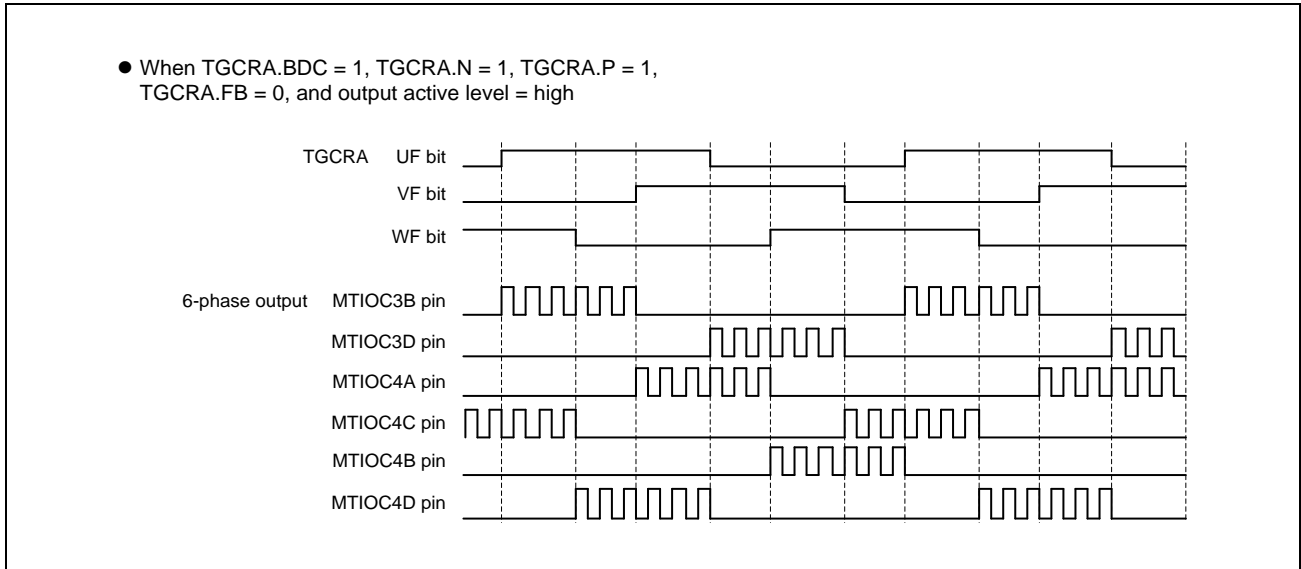 ● When TGCRA.BDC = 1, TGCRA.N = 1, TGCRA.P = 1,
TGCRA.FB = 0, and output active level = high
TGCRA UF bit
VF bit
WF bit
6-phase output MTIOC3B pin
MTIOC3D pin
MTIOC4A pin
MTIOC4C pin
MTIOC4B pin
MTIOC4D pin